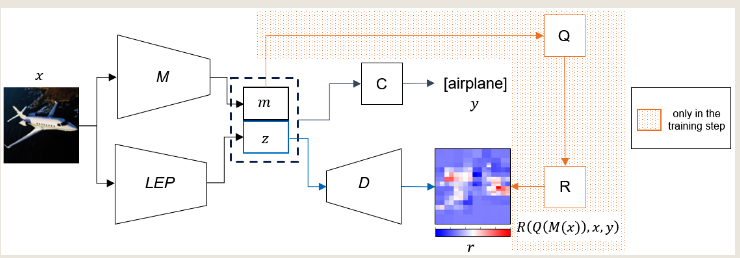 x
M
LEP
m
z
C
[airplane]
y
D
Q
R
R(Q(M(x)), x, y)
r
only in the
training step